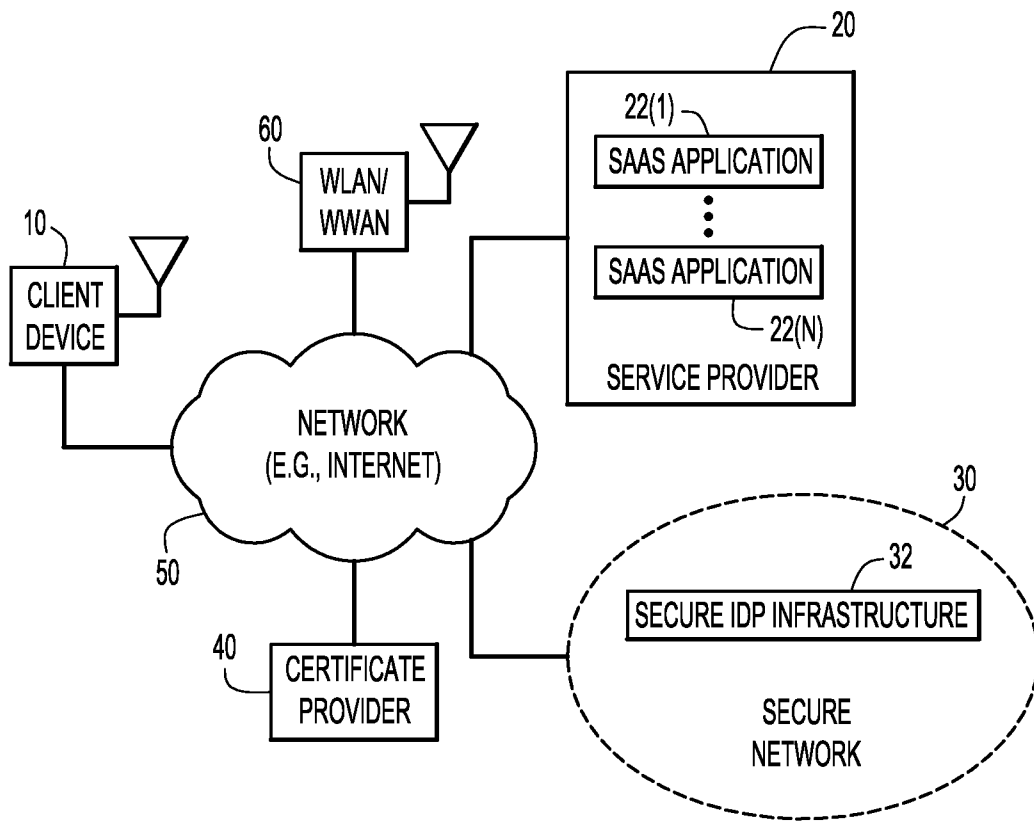 20
22(1)
SAAS APPLICATION
SAAS APPLICATION
22(N)
SERVICE PROVIDER
60
WLAN/
WWAN
10
CLIENT
DEVICE
NETWORK
(E.G., INTERNET)
50
30
32
SECURE IDP INFRASTRUCTURE
SECURE
NETWORK
40
CERTIFICATE
PROVIDER